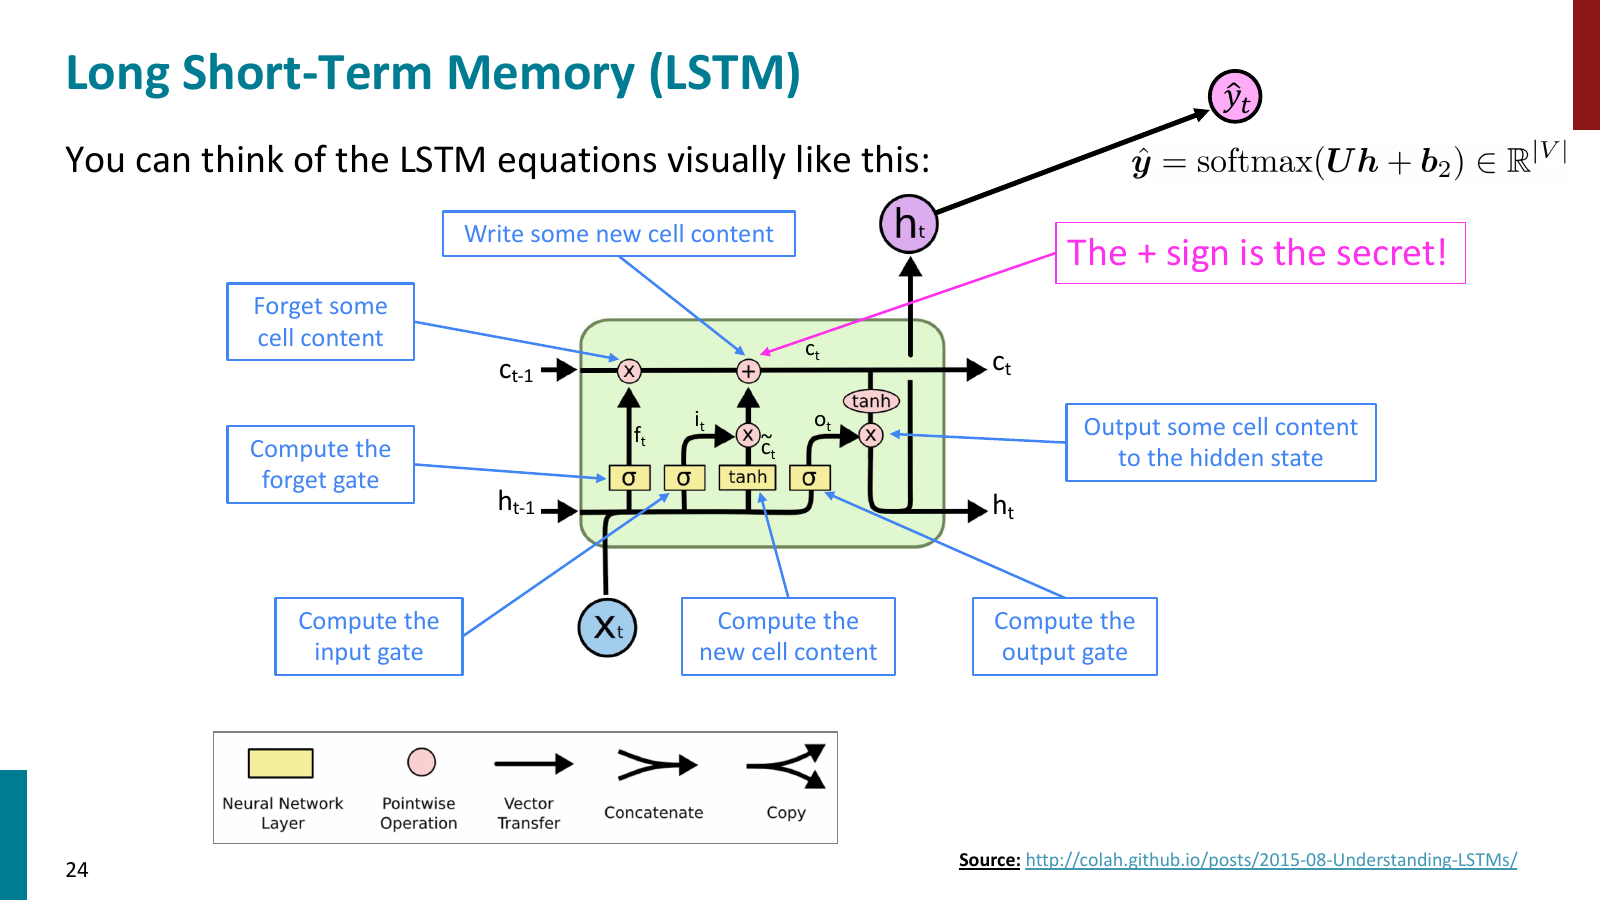 Long Short-Term Memory (LSTM)
ŷₜ
You can think of the LSTM equations visually like this:
ŷ = softmax(Uh + b₂) ∈ ℝ^|V|
hₜ
Write some new cell content
The + sign is the secret!
Forget some
cell content
cₜ
cₜ₋₁
x
+
cₜ
tanh
Compute the
forget gate
fₜ
iₜ
x
c̃ₜ
oₜ
x
Output some cell content
to the hidden state
σ
σ
tanh
σ
hₜ₋₁
hₜ
Compute the
input gate
Xₜ
Compute the
new cell content
Compute the
output gate
Neural Network
Layer
Pointwise
Operation
Vector
Transfer
Concatenate
Copy
Source: http://colah.github.io/posts/2015-08-Understanding-LSTMs/
24